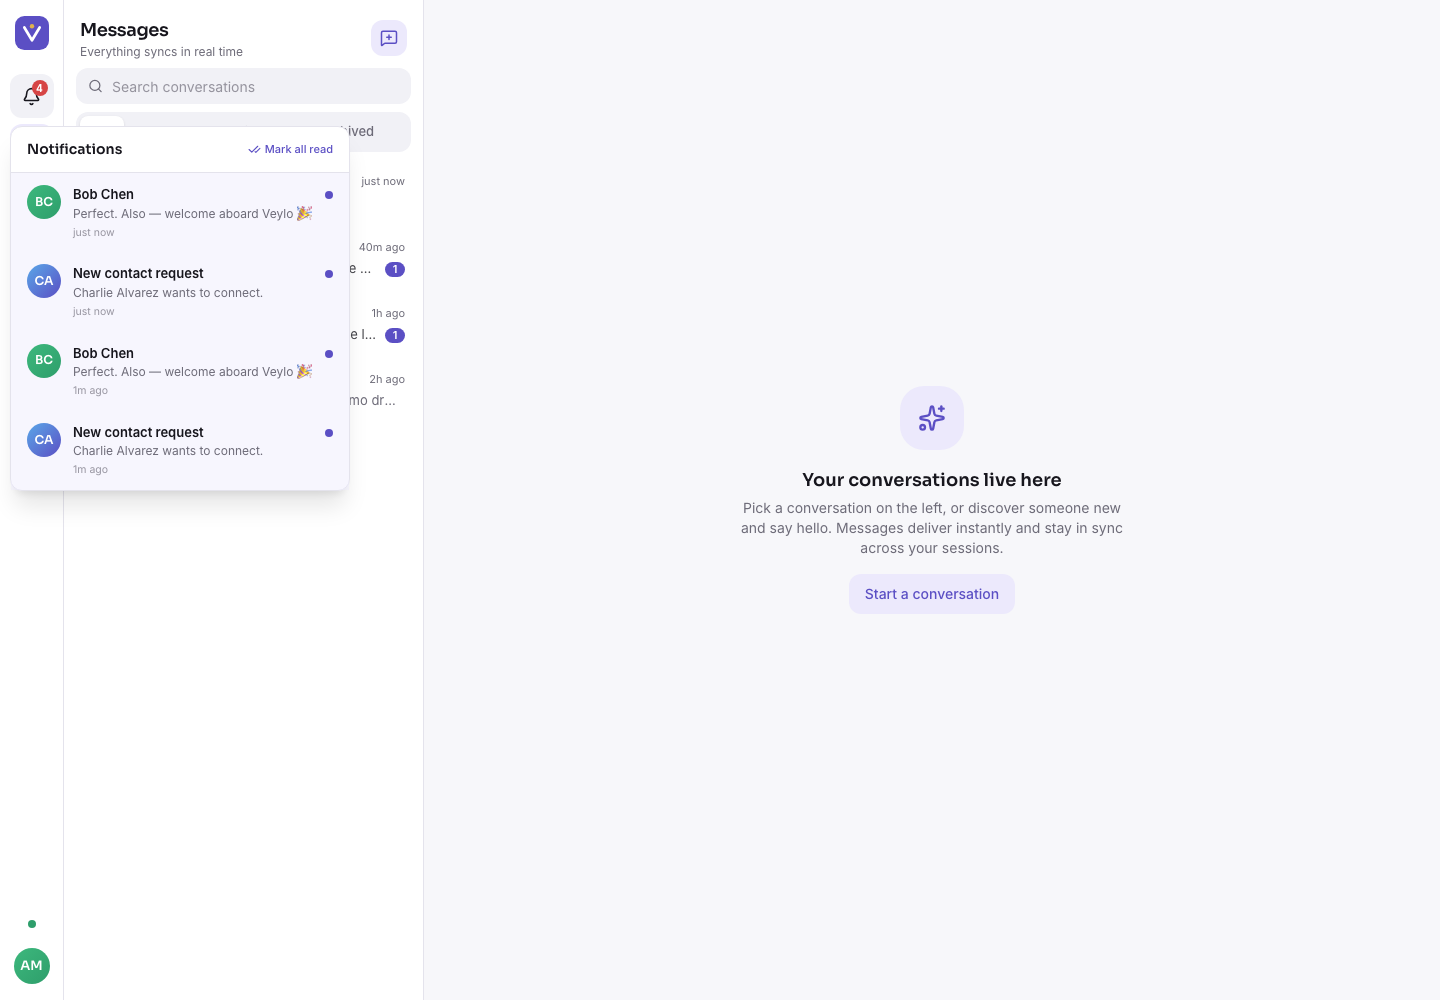 Messages
Everything syncs in real time
4
Search conversations
Notifications
Mark all read
Bob Chen
BC
Perfect. Also — welcome aboard Veylo 🎉
just now
New contact request
CA
Charlie Alvarez wants to connect.
just now
Bob Chen
BC
Perfect. Also — welcome aboard Veylo 🎉
1m ago
New contact request
CA
Charlie Alvarez wants to connect.
1m ago
just now
40m ago
e ...
1
1h ago
e l...
1
2h ago
mo dr...
Your conversations live here
Pick a conversation on the left, or discover someone new
and say hello. Messages deliver instantly and stay in sync
across your sessions.
Start a conversation
AM